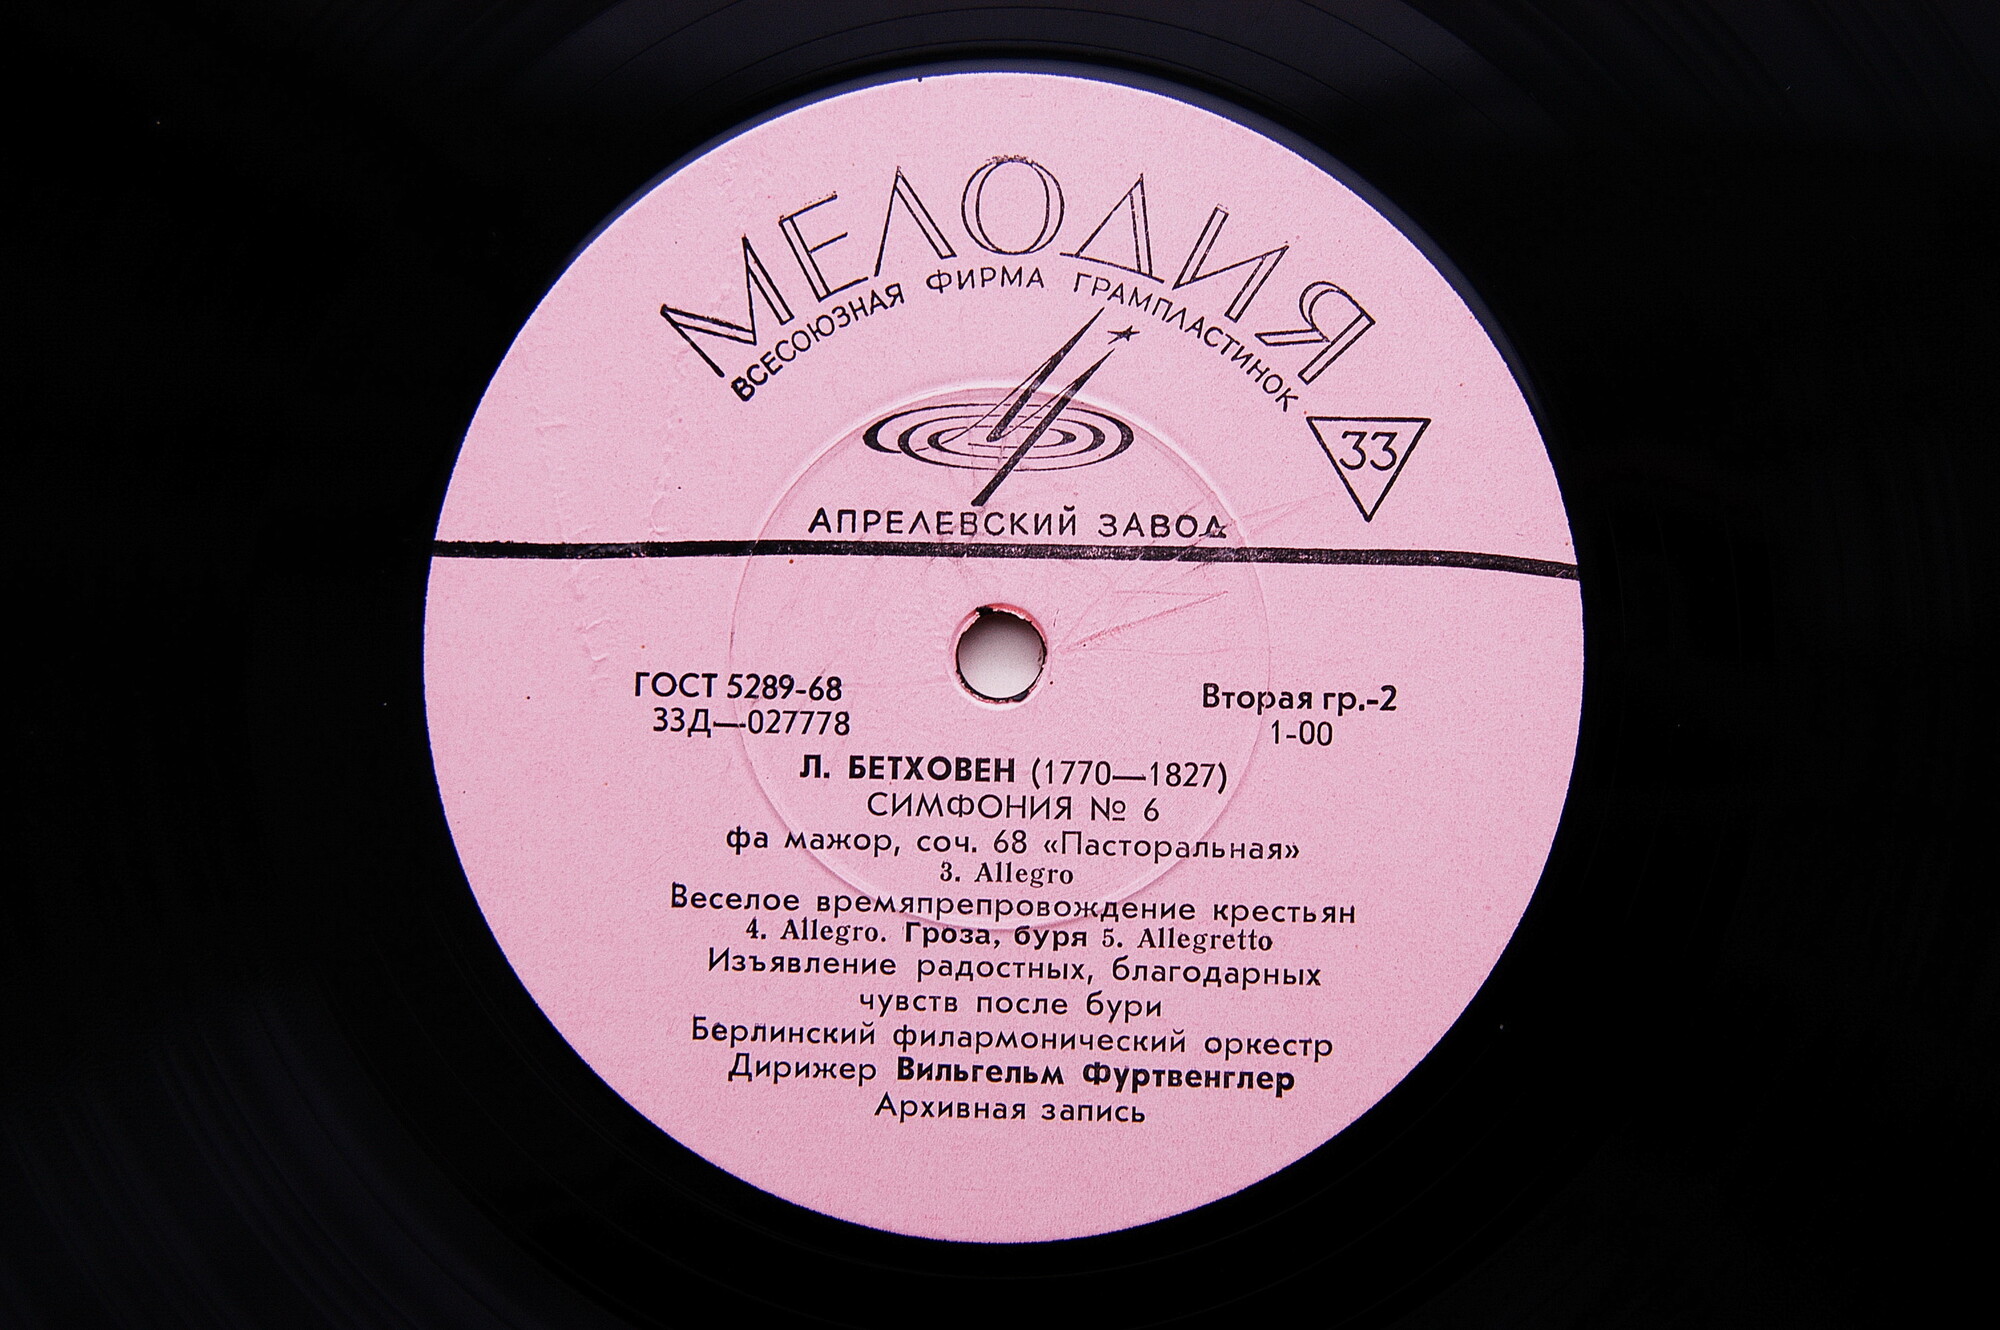 МЕЛОДИЯ
ВСЕСОЮЗНАЯ ФИРМА ГРАМПЛАСТИНОК
33
АПРЕЛЕВСКИЙ ЗАВОД
ГОСТ 5289-68
33Д—027778
Вторая гр.-2
1-00
Л. БЕТХОВЕН (1770—1827)
СИМФОНИЯ № 6
фа мажор, соч. 68 «Пасторальная»
3. Allegro
Веселое времяпрепровождение крестьян
4. Allegro. Гроза, буря 5. Allegretto
Изъявление радостных, благодарных
чувств после бури
Берлинский филармонический оркестр
Дирижер Вильгельм Фуртвенглер
Архивная запись